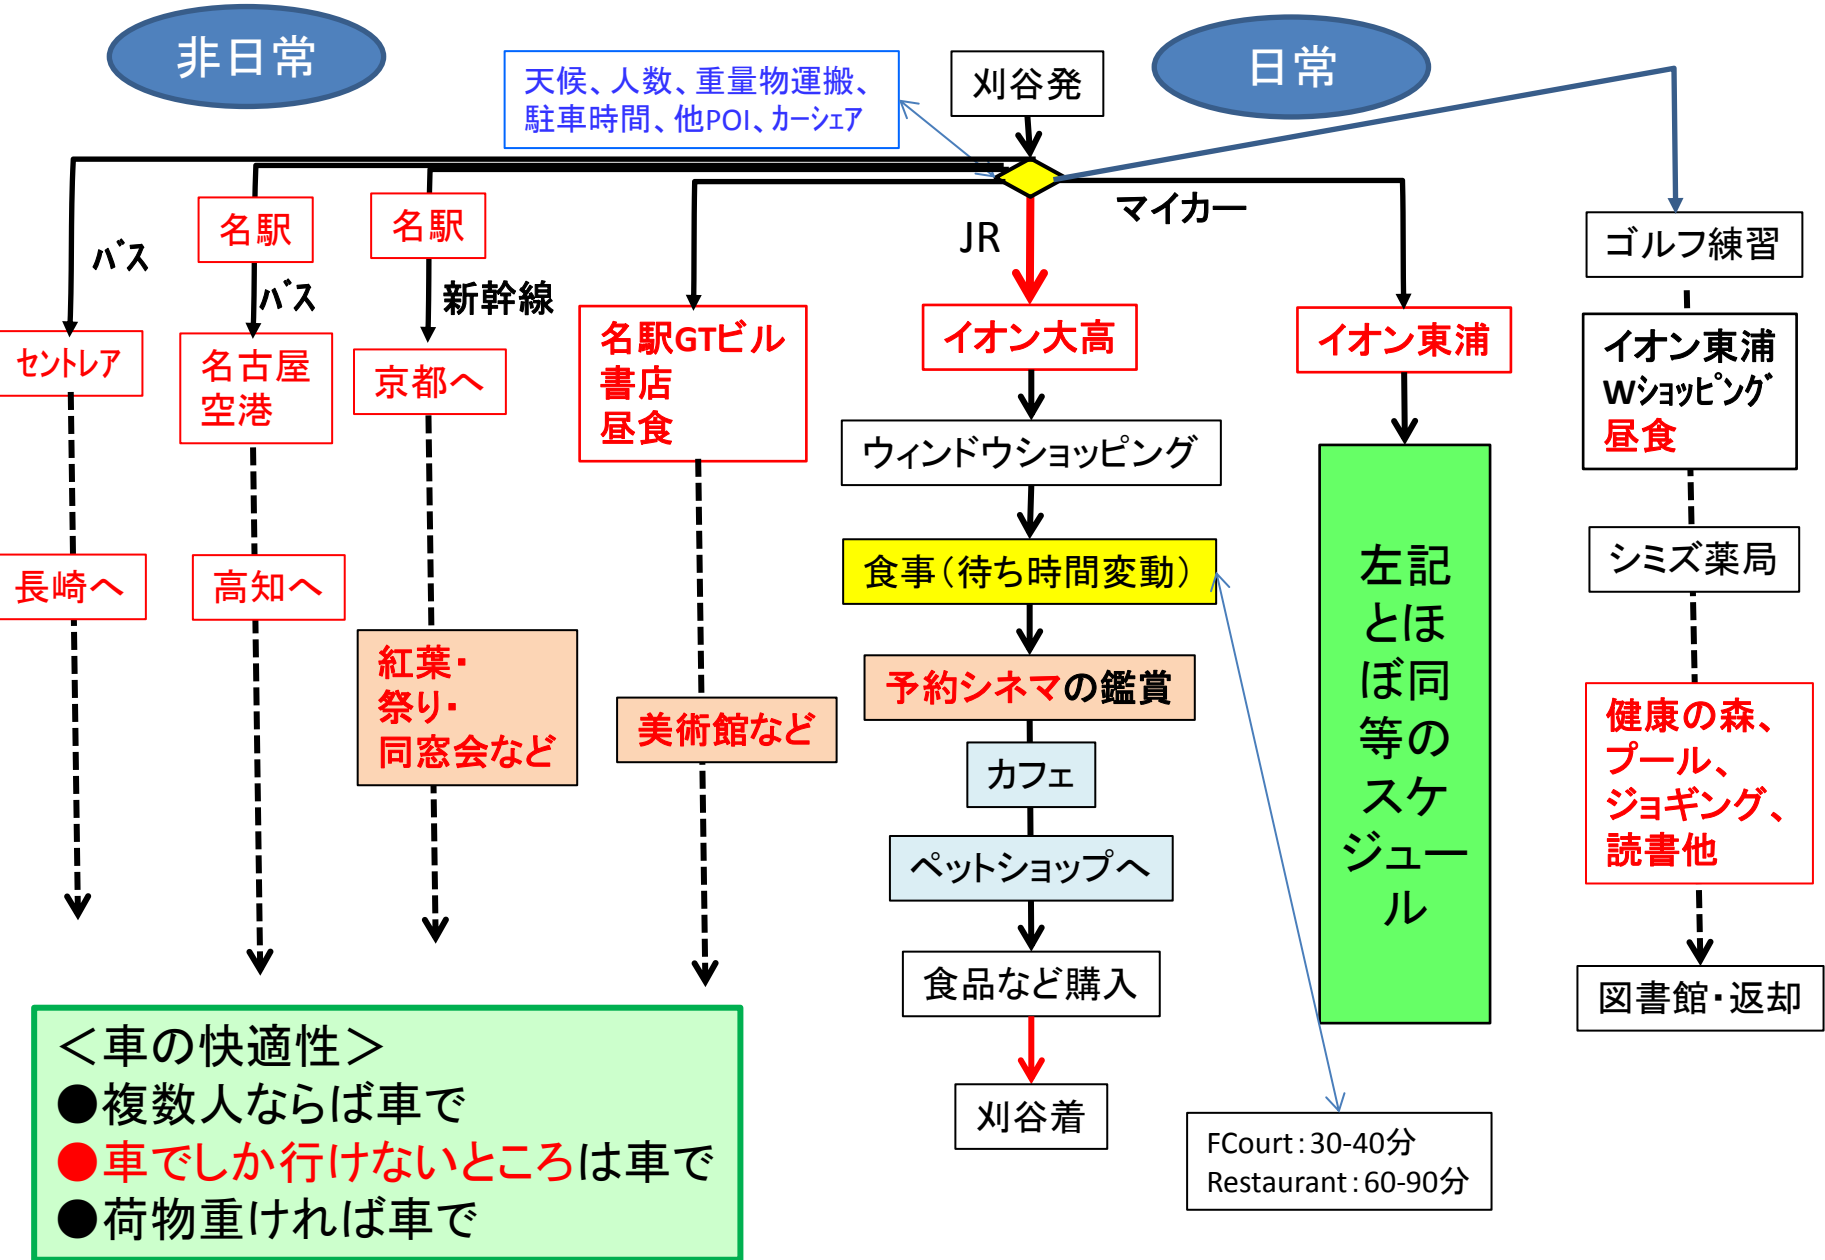 非日常
天候、人数、重量物運搬、
駐車時間、他POI、カーシェア
刈谷発
日常
バス
名駅
バス
名駅
新幹線
JR
マイカー
セントレア
名古屋
空港
京都へ
名駅GTビル
書店
昼食
イオン大高
イオン東浦
ゴルフ練習
イオン東浦
Wショッピング
昼食
ウィンドウショッピング
長崎へ
高知へ
食事（待ち時間変動）
左記
とほ
ぼ同
等の
スケ
ジュー
ル
シミズ薬局
紅葉・
祭り・
同窓会など
美術館など
予約シネマの鑑賞
カフェ
ペットショップへ
健康の森、
プール、
ジョギング、
読書他
食品など購入
図書館・返却
刈谷着
FCourt：30-40分
Restaurant：60-90分
＜車の快適性＞
●複数人ならば車で
●車でしか行けないところは車で
●荷物重ければ車で